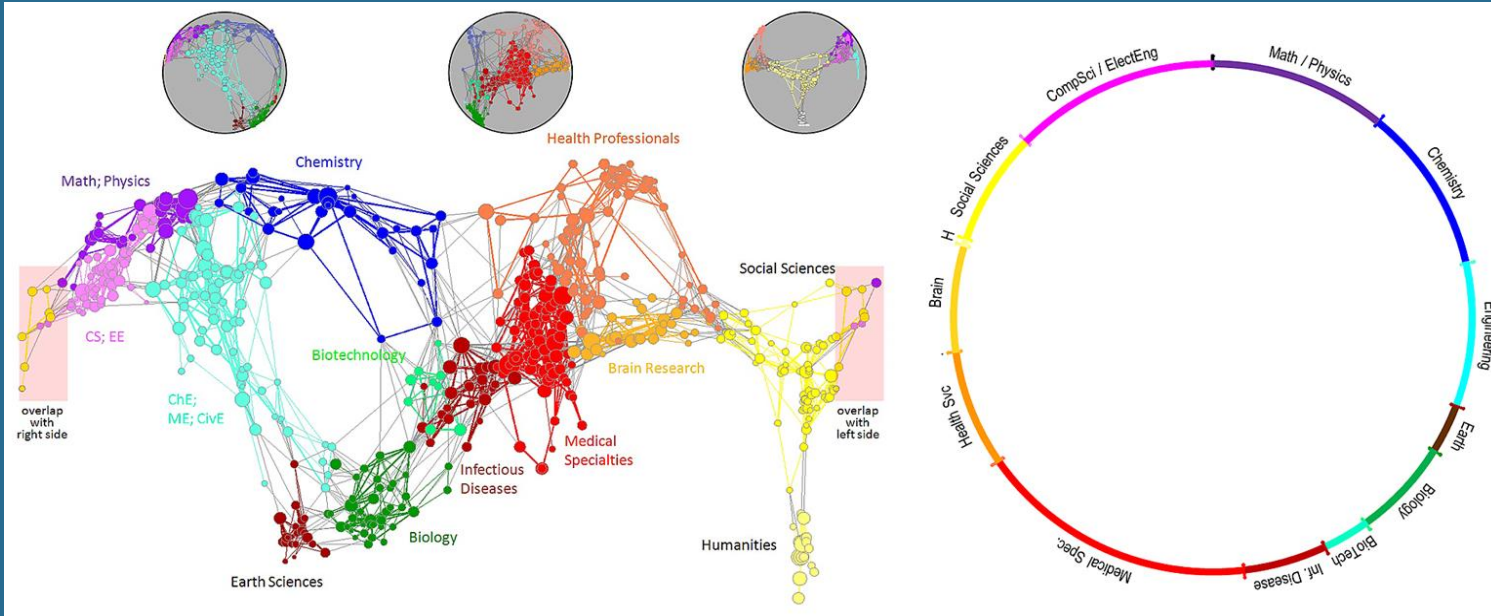 Health Professionals
Chemistry
Math; Physics
Social Sciences
CS; EE
Biotechnology
Brain Research
ChE;
ME; CivE
overlap
with
right side
overlap
with
left side
Medical
Specialties
Infectious
Diseases
Biology
Humanities
Earth Sciences
CompSci / ElectEng
Math / Physics
Chemistry
Engineering
Earth
Biology
BioTech
Inf. Disease
Medical Spec.
Health Svc
Brain
H
Social Sciences